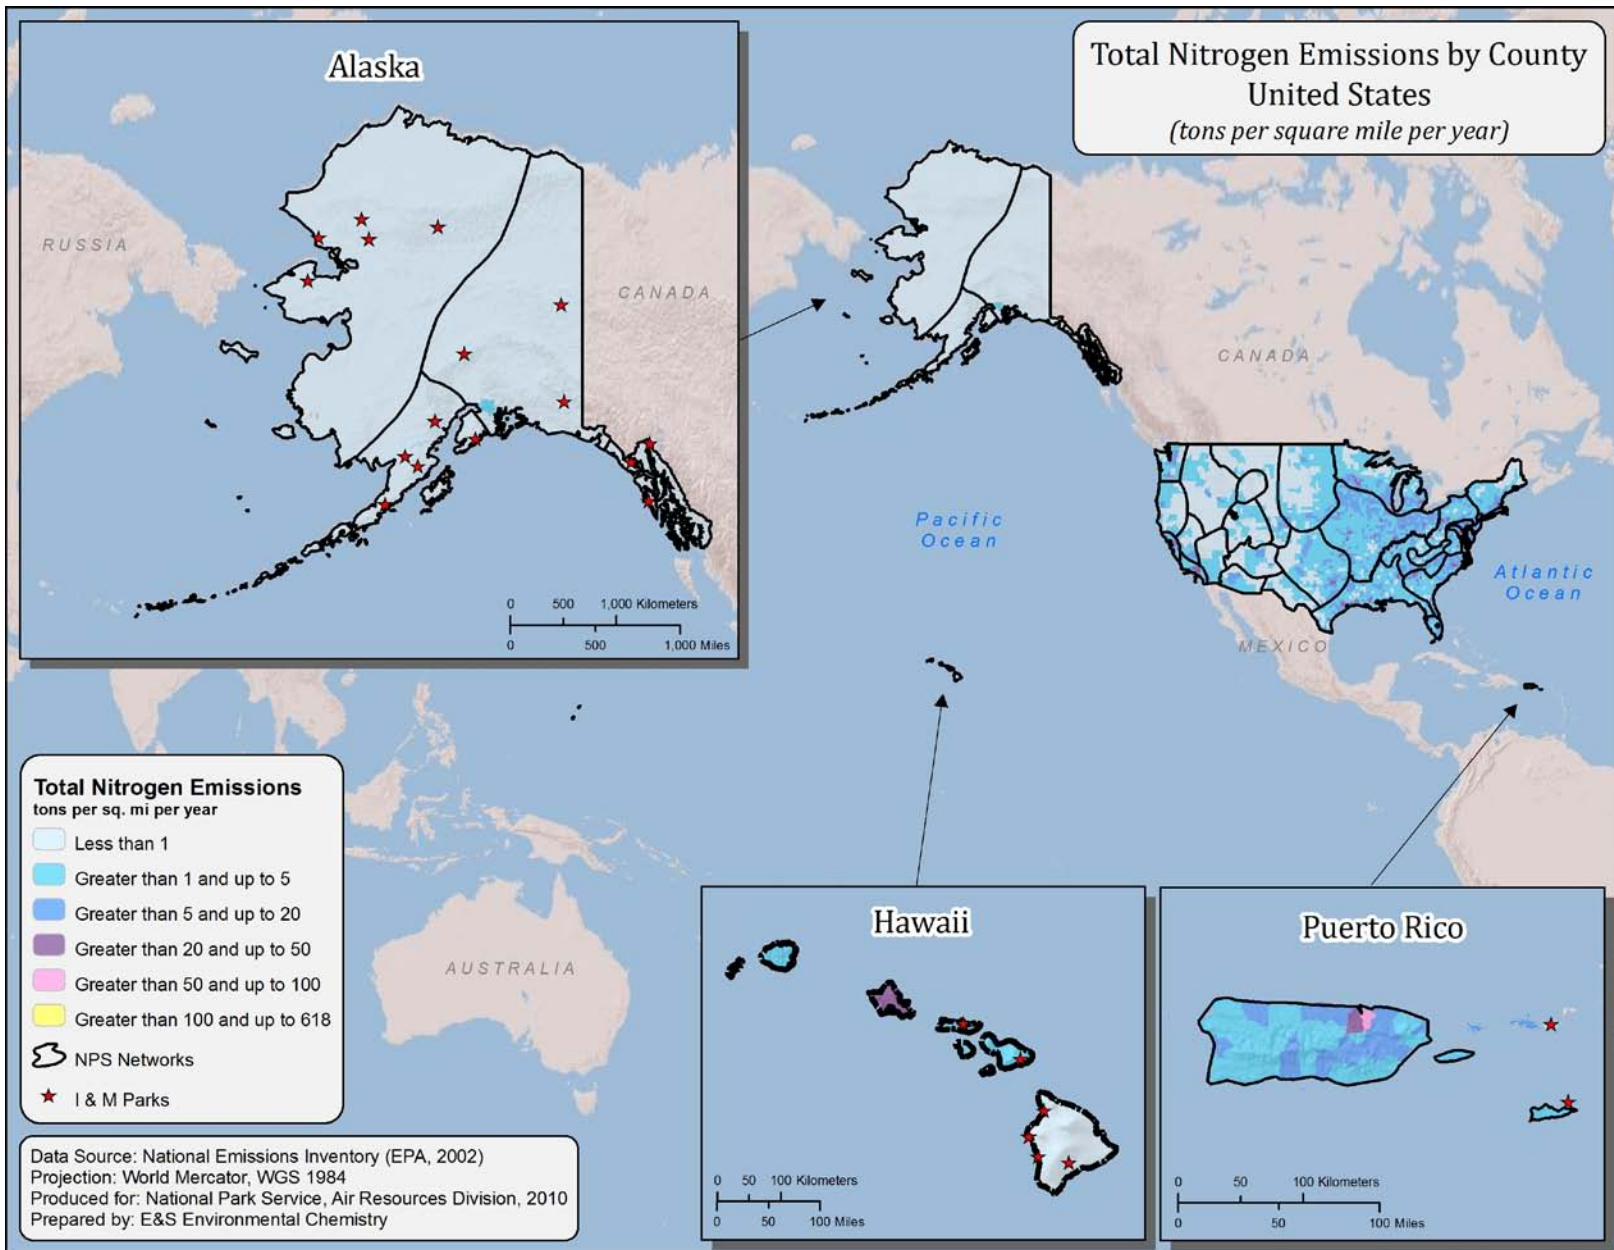 Total Nitrogen Emissions by County
United States
(tons per square mile per year)
Alaska
RUSSIA
CANADA
0 500 1,000 Kilometers
0 500 1,000 Miles
CANADA
Pacific
Ocean
Atlantic
Ocean
MEXICO
AUSTRALIA
Total Nitrogen Emissions
tons per sq. mi per year
Less than 1
Greater than 1 and up to 5
Greater than 5 and up to 20
Greater than 20 and up to 50
Greater than 50 and up to 100
Greater than 100 and up to 618
NPS Networks
I & M Parks
Data Source: National Emissions Inventory (EPA, 2002)
Projection: World Mercator, WGS 1984
Produced for: National Park Service, Air Resources Division, 2010
Prepared by: E&S Environmental Chemistry
Hawaii
0 50 100 Kilometers
0 50 100 Miles
Puerto Rico
0 50 100 Kilometers
0 50 100 Miles